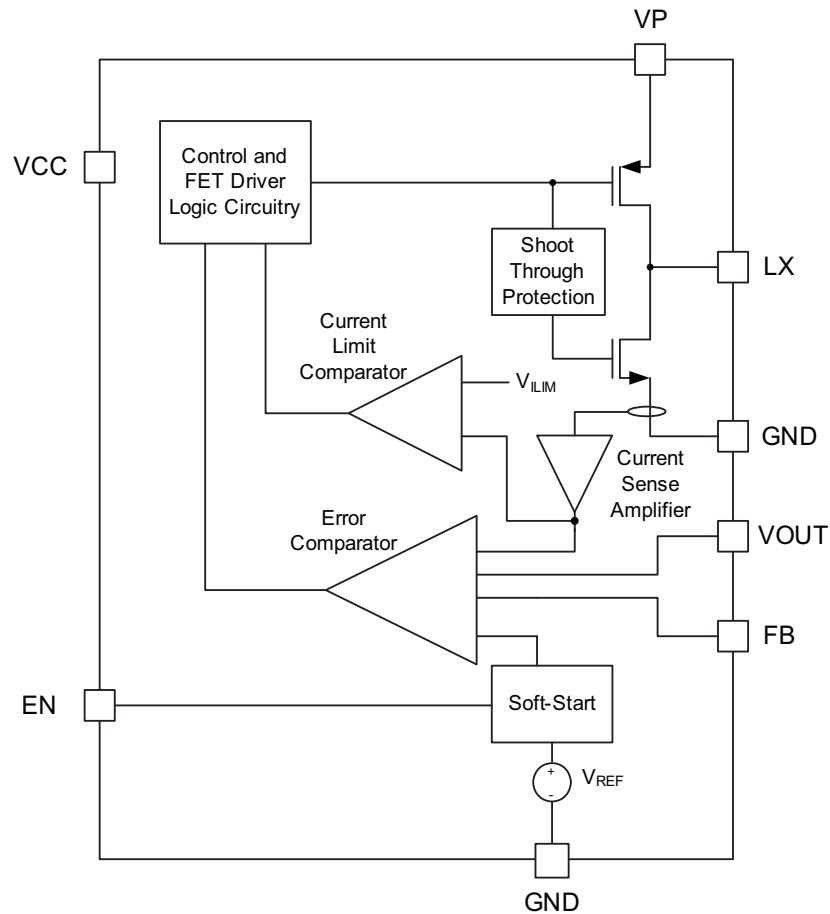 VP
VCC
Control and
FET Driver
Logic Circuitry
LX
Shoot
Through
Protection
Current
Limit
Comparator
VILIM
GND
Current
Sense
Amplifier
Error
Comparator
VOUT
FB
EN
Soft-Start
+
-
VREF
GND